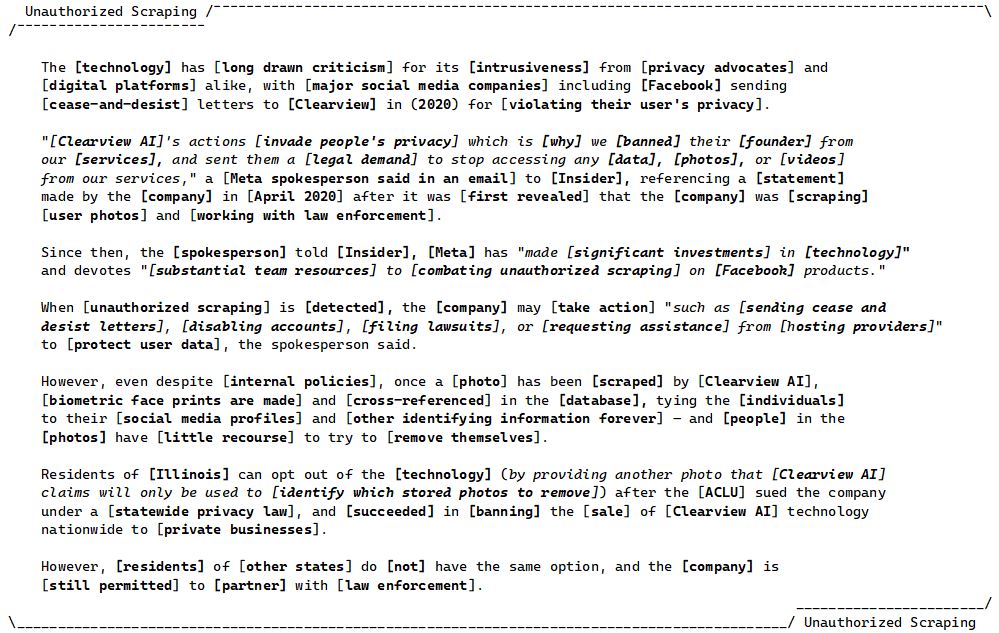 Unauthorized Scraping /¯¯¯¯¯¯¯¯¯¯¯¯¯¯¯¯¯¯¯¯¯¯¯¯¯¯¯¯¯¯¯¯¯¯¯¯¯¯¯¯¯¯¯¯¯¯¯¯¯¯¯¯¯¯¯¯¯¯¯¯¯¯¯¯¯¯¯¯¯¯¯¯¯¯¯¯¯¯¯¯¯¯¯¯¯¯¯¯¯¯¯¯¯¯¯¯\
/¯¯¯¯¯¯¯¯¯¯¯¯¯¯¯¯¯¯¯¯¯¯¯
The [technology] has [long drawn criticism] for its [intrusiveness] from [privacy advocates] and
[digital platforms] alike, with [major social media companies] including [Facebook] sending
[cease-and-desist] letters to [Clearview] in (2020) for [violating their user's privacy].
"[Clearview AI]'s actions [invade people's privacy] which is [why] we [banned] their [founder] from
our [services], and sent them a [legal demand] to stop accessing any [data], [photos], or [videos]
from our services," a [Meta spokesperson said in an email] to [Insider], referencing a [statement]
made by the [company] in [April 2020] after it was [first revealed] that the [company] was [scraping]
[user photos] and [working with law enforcement].
Since then, the [spokesperson] told [Insider], [Meta] has "made [significant investments] in [technology]"
and devotes "[substantial team resources] to [combating unauthorized scraping] on [Facebook] products."
When [unauthorized scraping] is [detected], the [company] may [take action] "such as [sending cease and
desist letters], [disabling accounts], [filing lawsuits], or [requesting assistance] from [hosting providers]"
to [protect user data], the spokesperson said.
However, even despite [internal policies], once a [photo] has been [scraped] by [Clearview AI],
[biometric face prints are made] and [cross-referenced] in the [database], tying the [individuals]
to their [social media profiles] and [other identifying information forever] — and [people] in the
[photos] have [little recourse] to try to [remove themselves].
Residents of [Illinois] can opt out of the [technology] (by providing another photo that [Clearview AI]
claims will only be used to [identify which stored photos to remove]) after the [ACLU] sued the company
under a [statewide privacy law], and [succeeded] in [banning] the [sale] of [Clearview AI] technology
nationwide to [private businesses].
However, [residents] of [other states] do [not] have the same option, and the [company] is
[still permitted] to [partner] with [law enforcement].
_______________________/
\______________________________________________________________________________________________/ Unauthorized Scraping